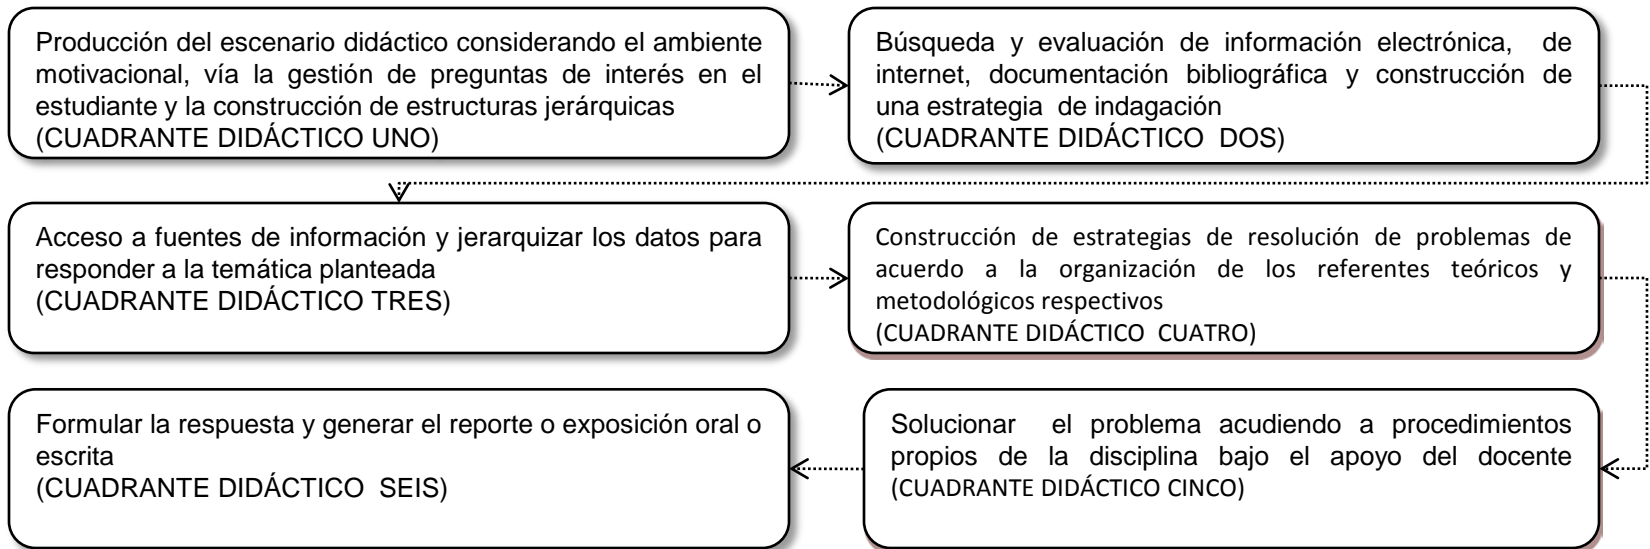 Producción del escenario didáctico considerando el ambiente
motivacional, vía la gestión de preguntas de interés en el
estudiante y la construcción de estructuras jerárquicas
(CUADRANTE DIDÁCTICO UNO)
Búsqueda y evaluación de información electrónica, de
internet, documentación bibliográfica y construcción de
una estrategia de indagación
(CUADRANTE DIDÁCTICO DOS)
Acceso a fuentes de información y jerarquizar los datos para
responder a la temática planteada
(CUADRANTE DIDÁCTICO TRES)
Construcción de estrategias de resolución de problemas de
acuerdo a la organización de los referentes teóricos y
metodológicos respectivos
(CUADRANTE DIDÁCTICO CUATRO)
Solucionar el problema acudiendo a procedimientos
propios de la disciplina bajo el apoyo del docente
(CUADRANTE DIDÁCTICO CINCO)
Formular la respuesta y generar el reporte o exposición oral o
escrita
(CUADRANTE DIDÁCTICO SEIS)